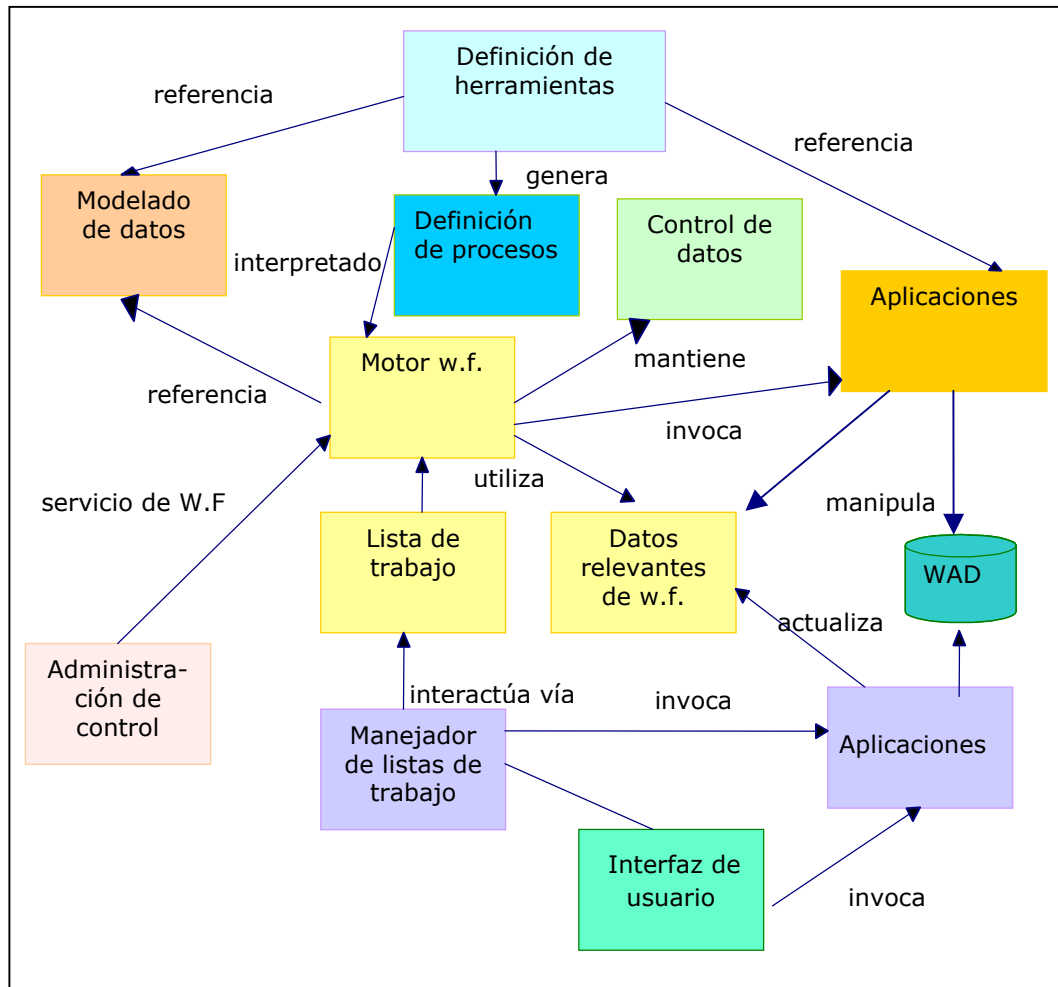 Definición de
herramientas
referencia
referencia
genera
Modelado
de datos
Definición
de procesos
Control de
datos
interpretado
Aplicaciones
Motor w.f.
mantiene
referencia
invoca
utiliza
servicio de W.F
manipula
Lista de
trabajo
Datos
relevantes
de w.f.
WAD
actualiza
Administra-
ción de
control
interactúa vía
invoca
Manejador
de listas de
trabajo
Aplicaciones
Interfaz de
usuario
invoca